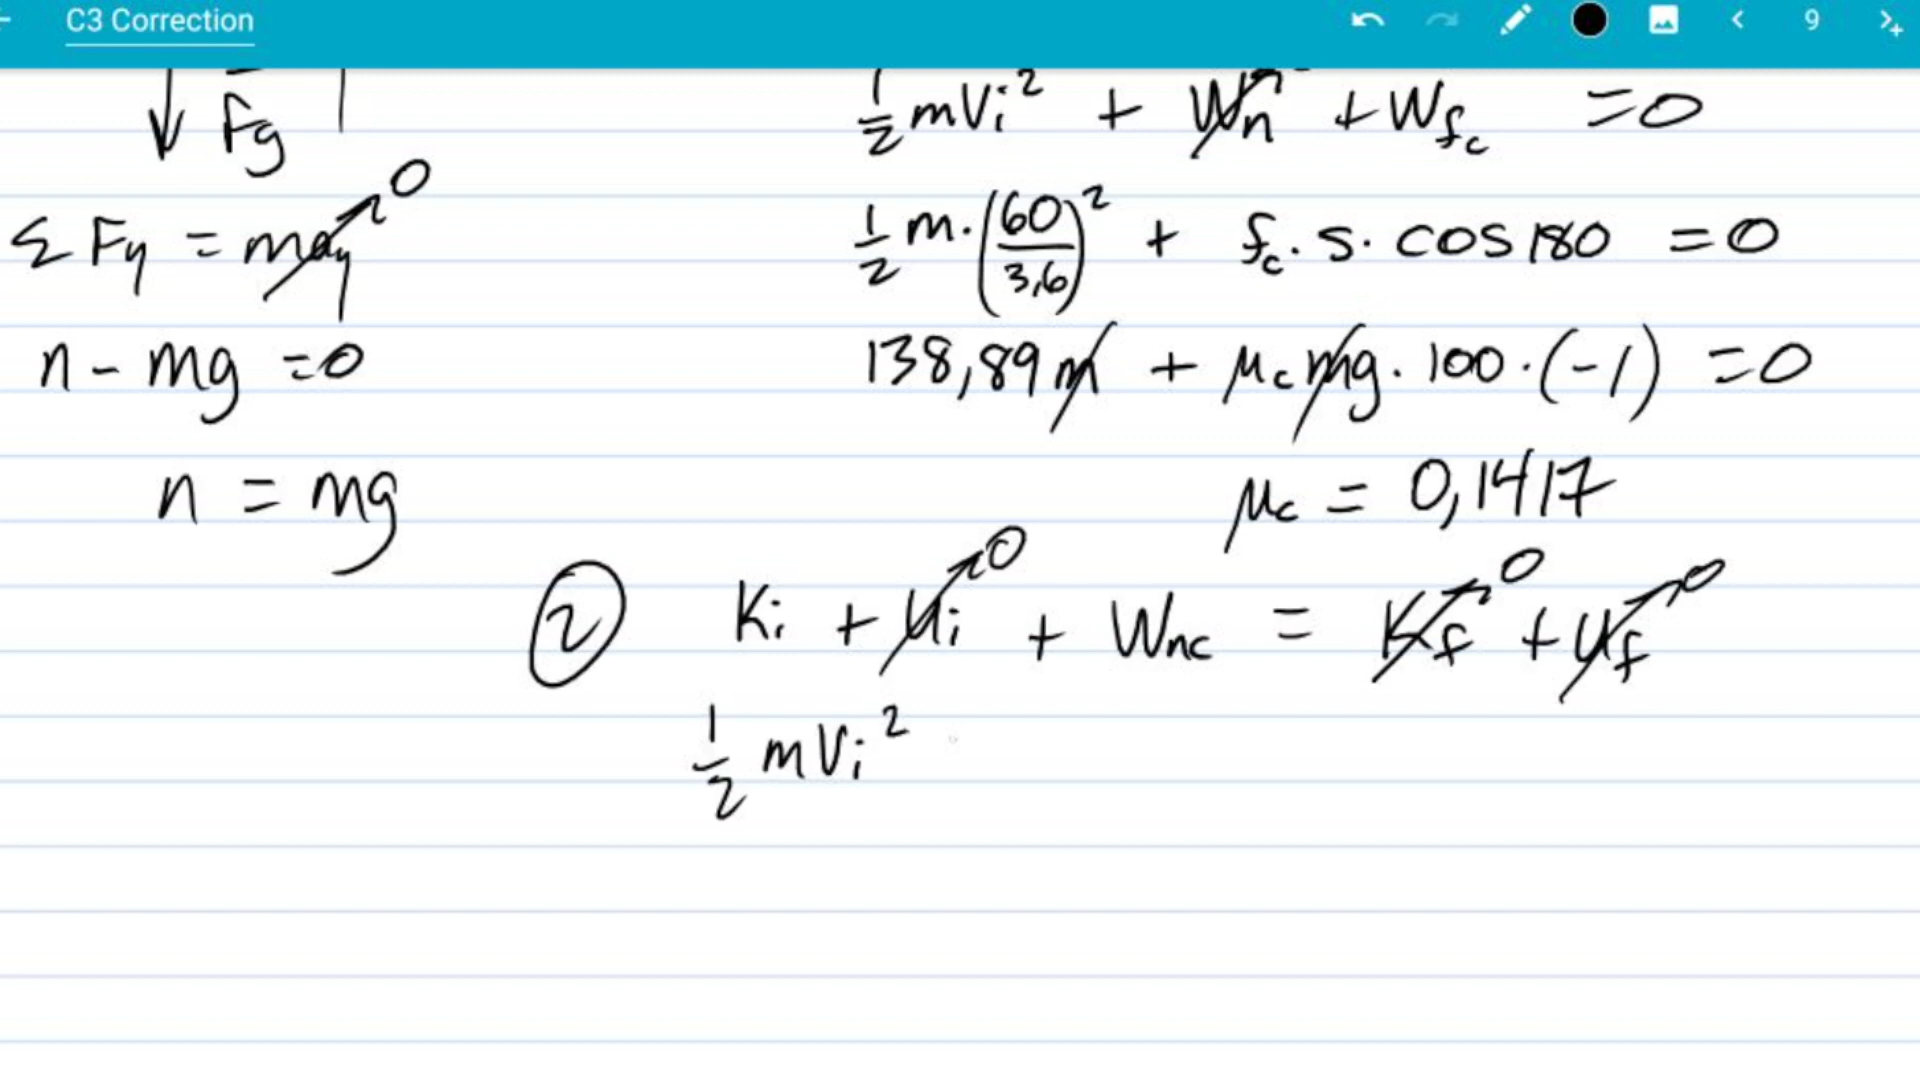 C3 Correction 9
↓ Fg
½mVi² + Wn + Wfc = 0
ΣFy = may → 0
½m·(60/3,6)² + fc·s·cos180 = 0
n - mg = 0
138,89m + μcmg·100·(-1) = 0
n = mg
μc = 0,1417
② Ki + Ui → 0 + Wnc = Kf → 0 + Uf → 0
½mVi²